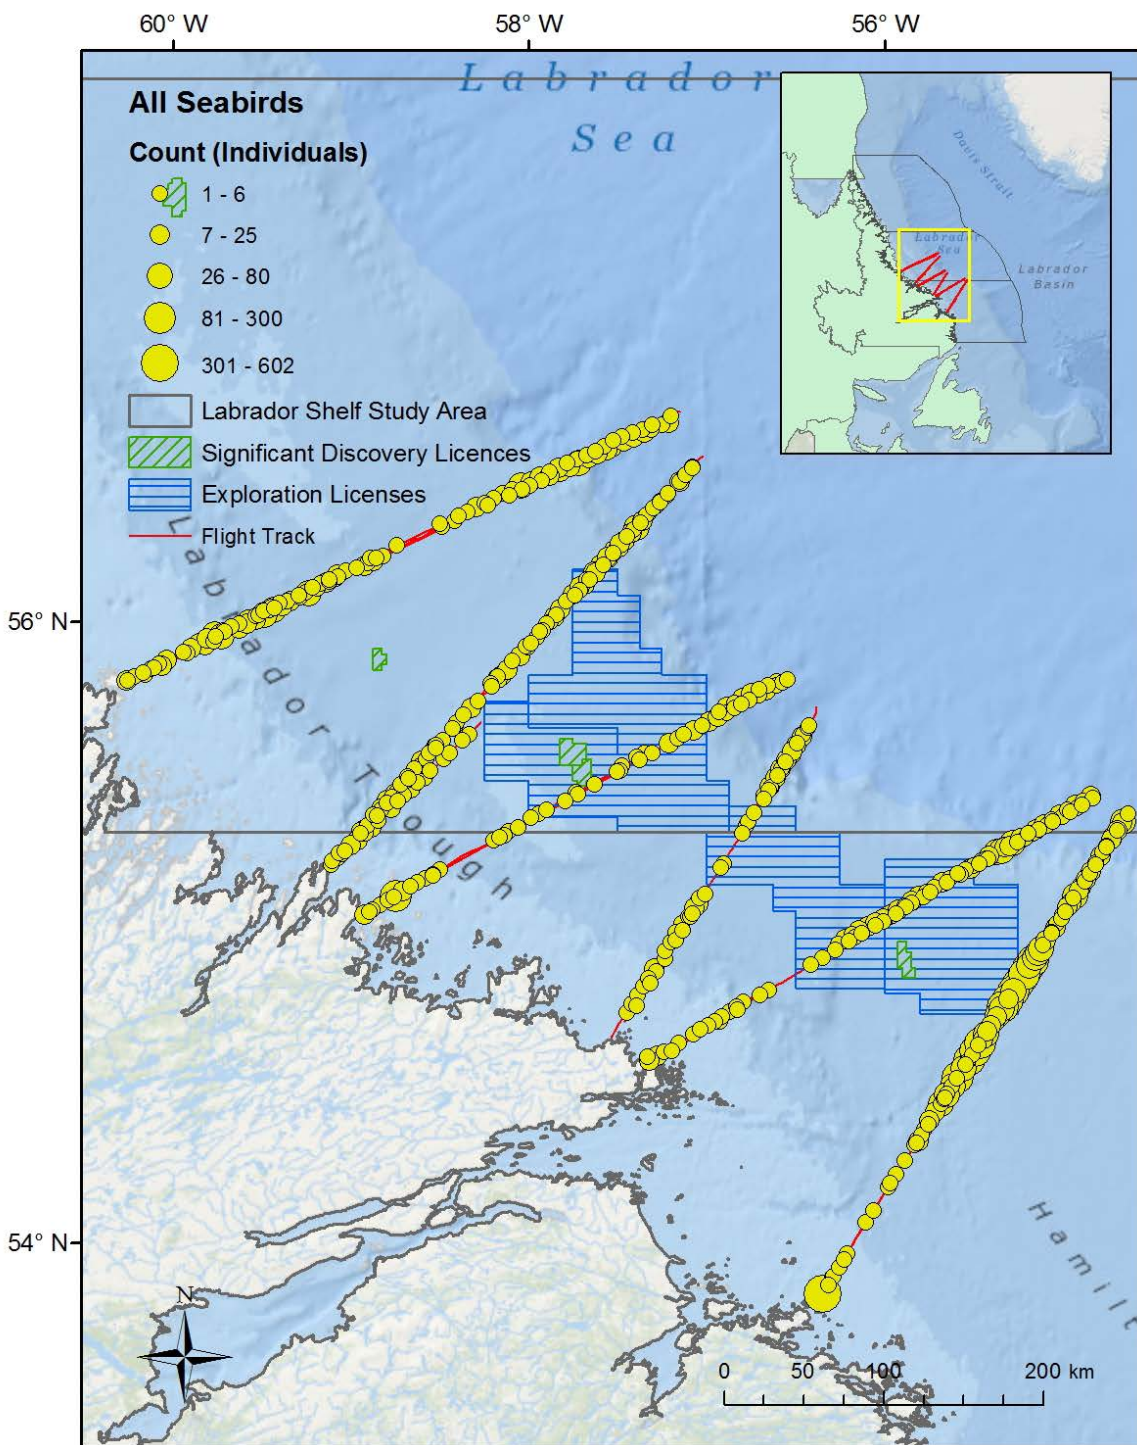 60° W 58° W 56° W
Labrador
Sea
All Seabirds
Count (Individuals)
1 - 6
7 - 25
26 - 80
81 - 300
301 - 602
Labrador Shelf Study Area
Significant Discovery Licences
Exploration Licenses
Flight Track
Davis Strait
Labrador
Sea
Labrador
Basin
56° N
Labrador Trough
54° N
Hamilt
N
0 50 100 200 km